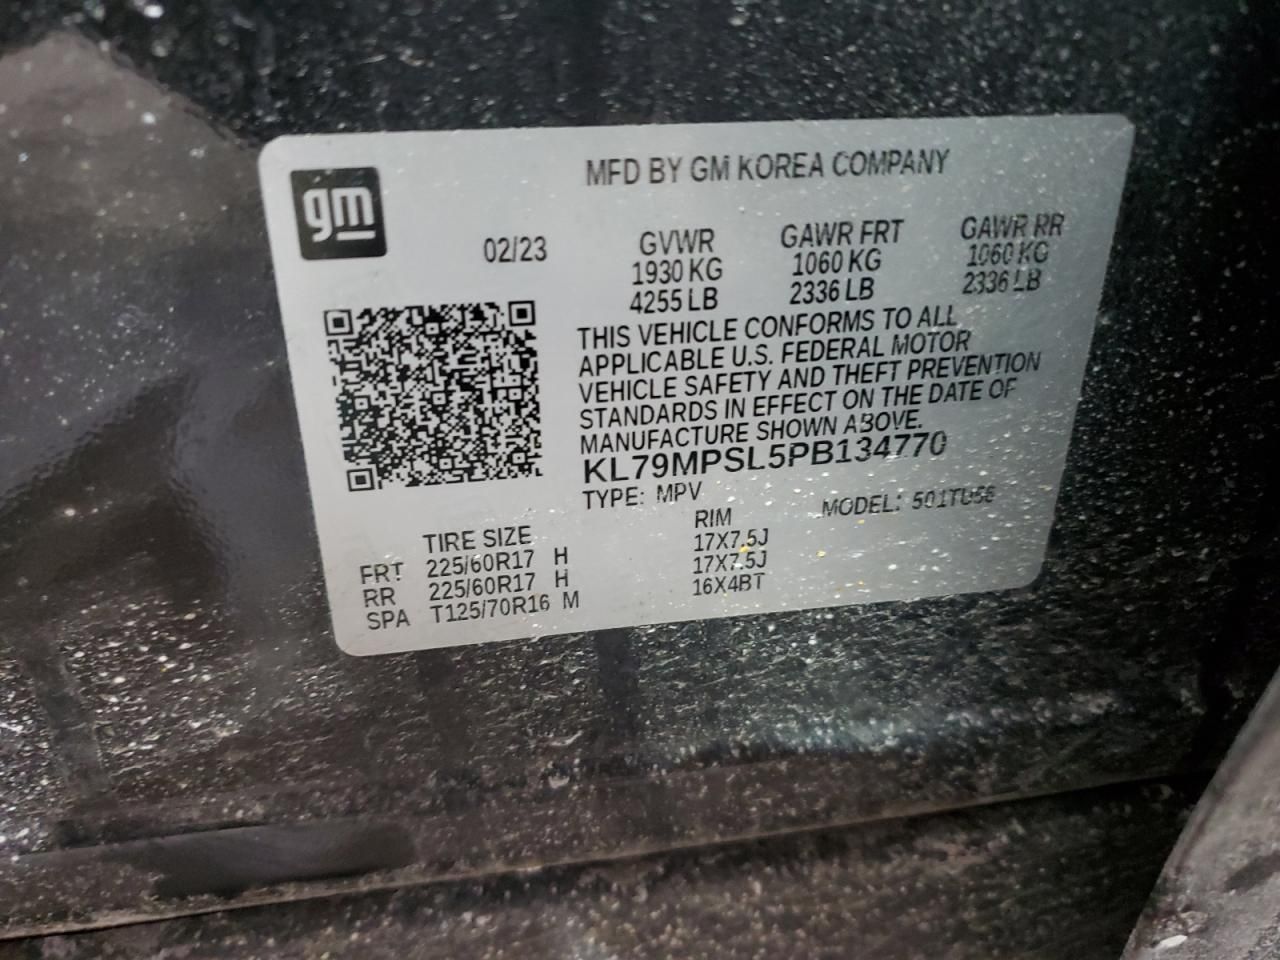 gm
MFD BY GM KOREA COMPANY
02/23
GVWR GAWR FRT GAWR RR
1930 KG 1060 KG 1060 KG
4255 LB 2336 LB 2336 LB
THIS VEHICLE CONFORMS TO ALL
APPLICABLE U.S. FEDERAL MOTOR
VEHICLE SAFETY AND THEFT PREVENTION
STANDARDS IN EFFECT ON THE DATE OF
MANUFACTURE SHOWN ABOVE.
KL79MPSL5PB134770
TYPE: MPV MODEL:
TIRE SIZE RIM
FRT 225/60R17 H 17X7.5J
RR 225/60R17 H 17X7.5J
SPA T125/70R16 M 16X4BT